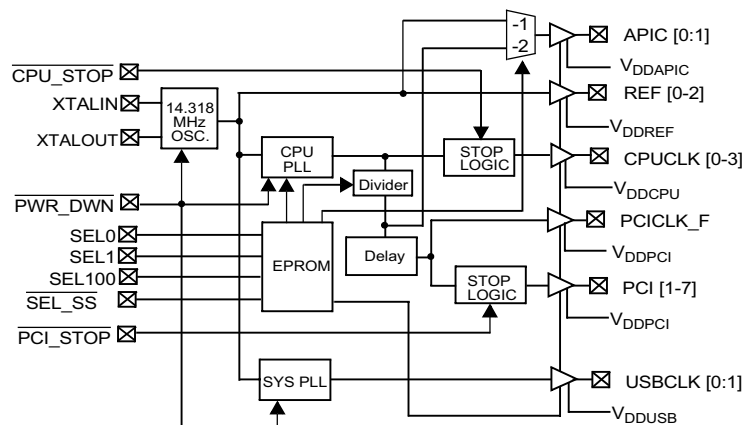 -1
APIC [0:1]
-2
CPU_STOP
VDDAPIC
XTALIN
14.318
MHz
OSC.
REF [0-2]
XTALOUT
VDDREF
CPU
PLL
STOP
LOGIC
CPUCLK [0-3]
Divider
VDDCPU
PWR_DWN
PCICLK_F
SEL0
SEL1
EPROM
Delay
VDDPCI
SEL100
STOP
LOGIC
PCI [1-7]
SEL_SS
VDDPCI
PCI_STOP
SYS PLL
USBCLK [0:1]
VDDUSB